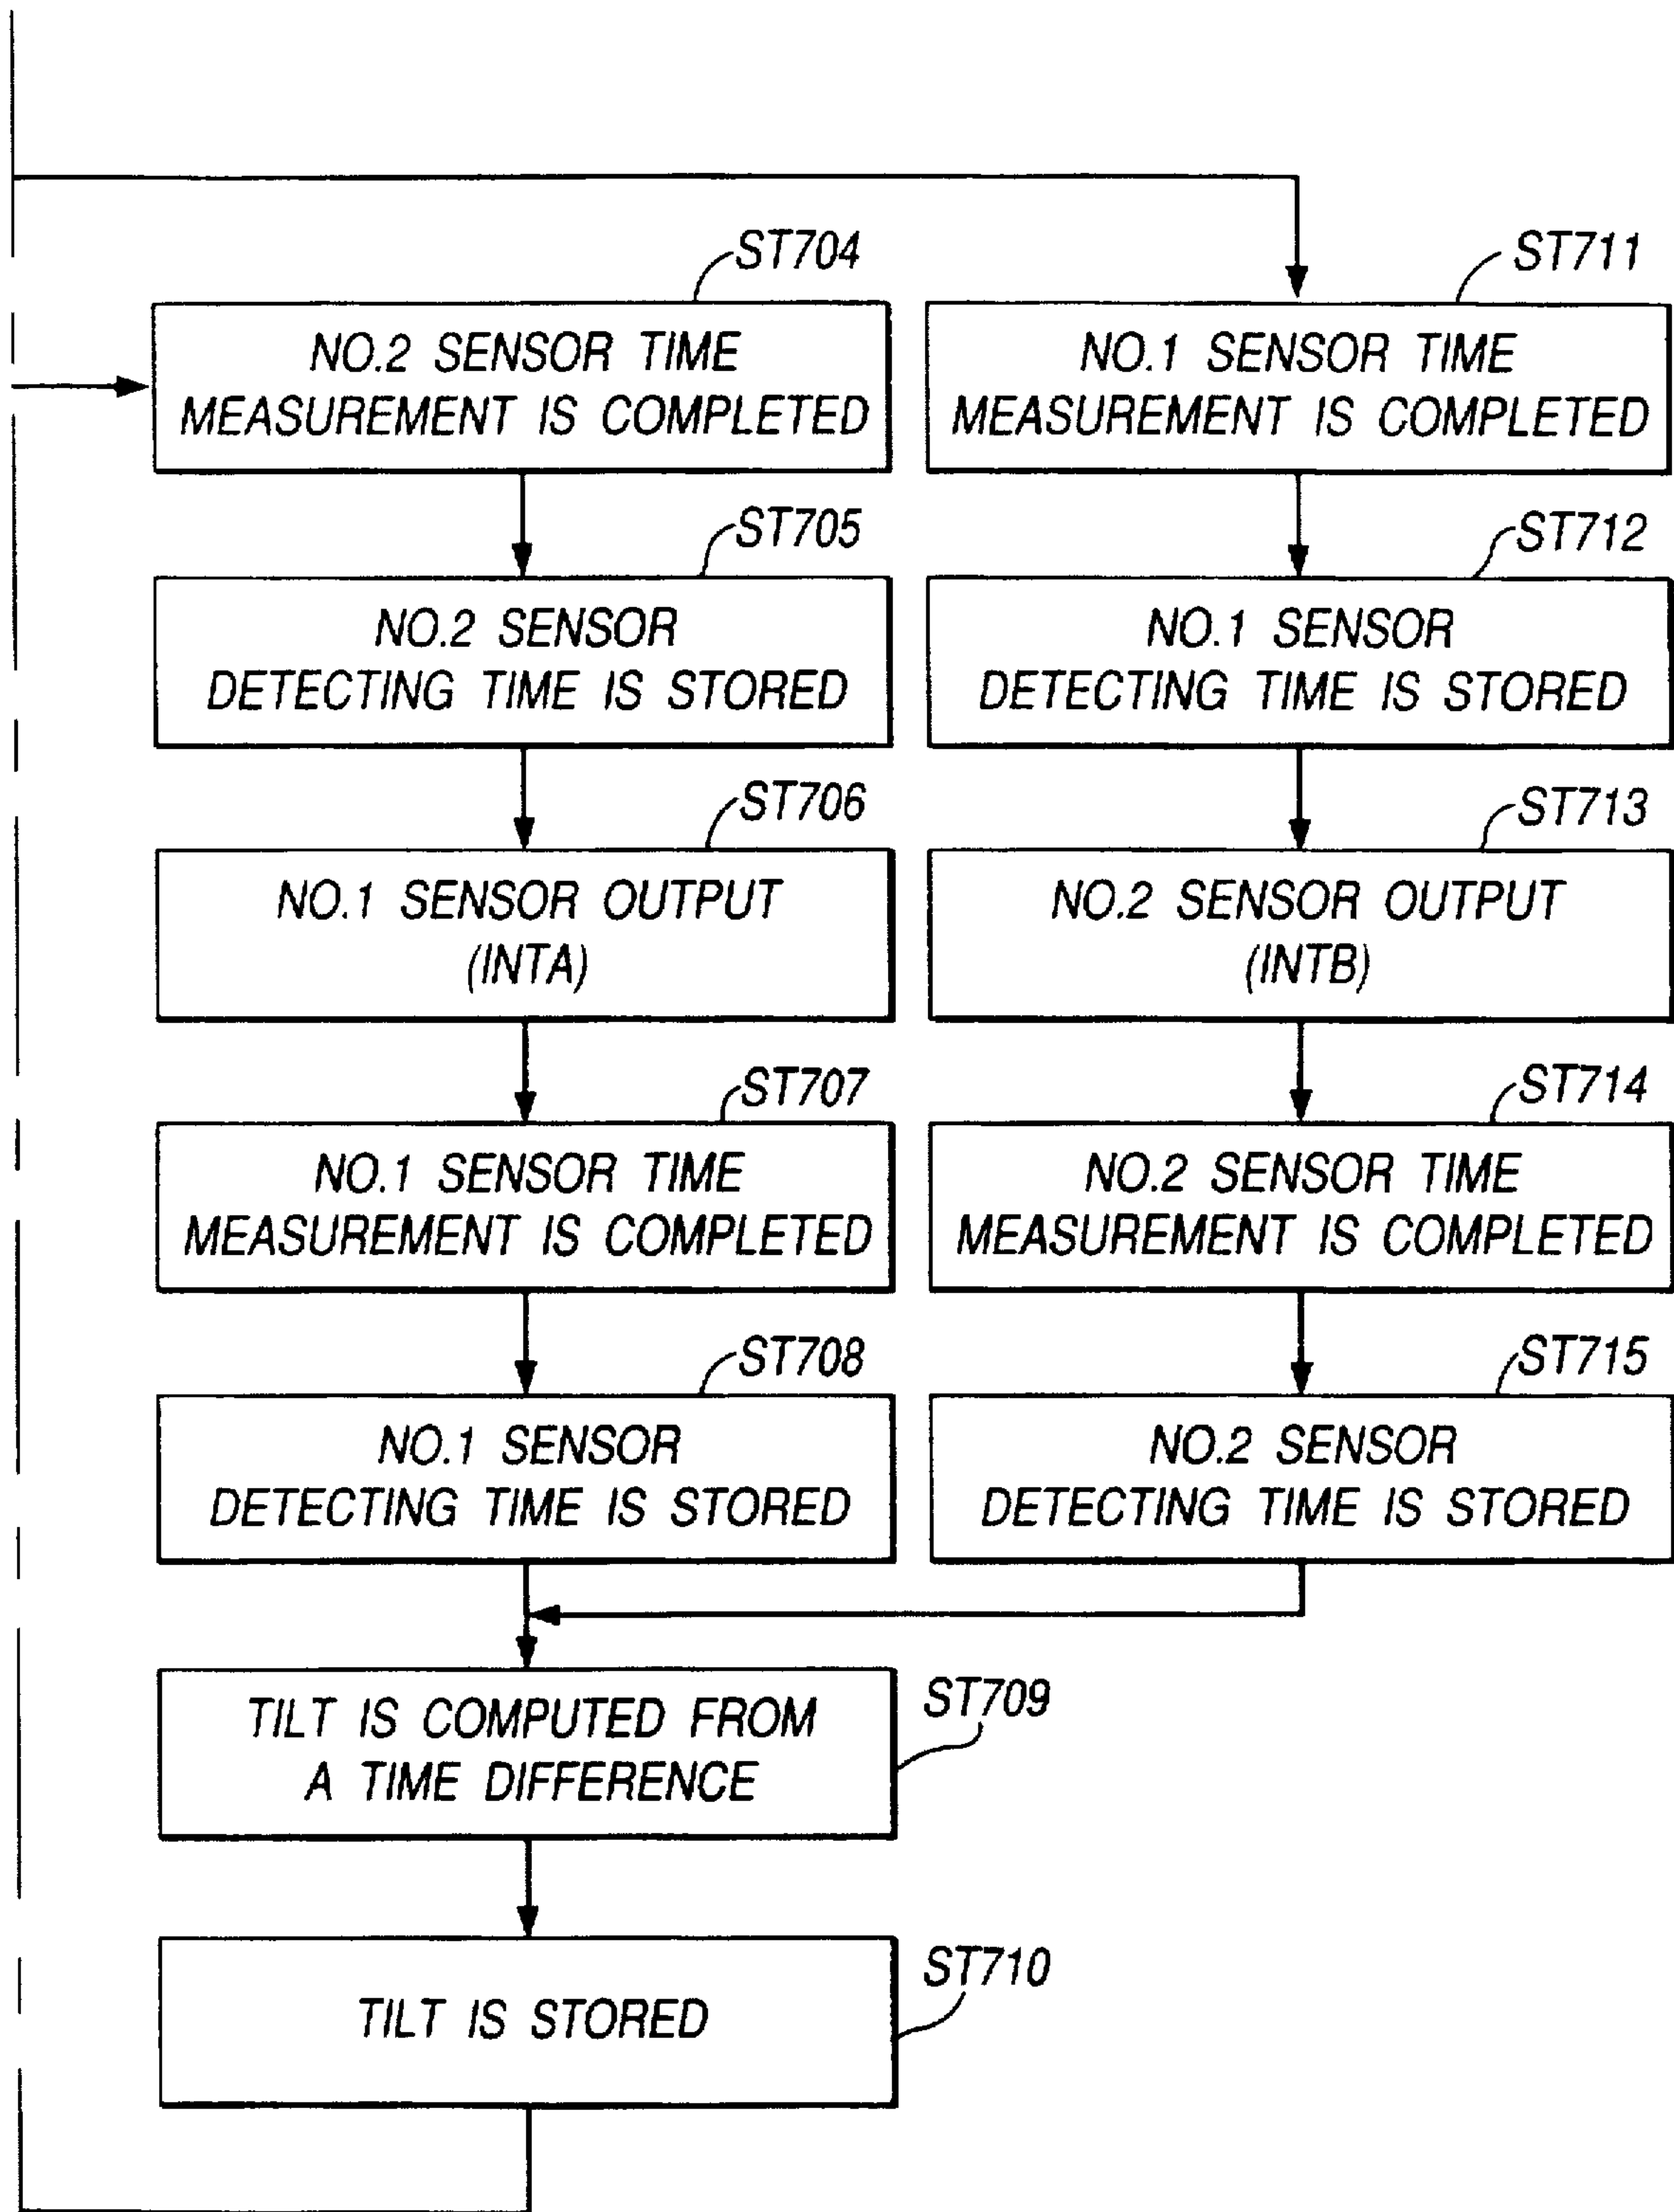 ST704
NO.2 SENSOR TIME
MEASUREMENT IS COMPLETED
ST705
NO.2 SENSOR
DETECTING TIME IS STORED
ST706
NO.1 SENSOR OUTPUT
(INTA)
ST707
NO.1 SENSOR TIME
MEASUREMENT IS COMPLETED
ST708
NO.1 SENSOR
DETECTING TIME IS STORED
ST711
NO.1 SENSOR TIME
MEASUREMENT IS COMPLETED
ST712
NO.1 SENSOR
DETECTING TIME IS STORED
ST713
NO.2 SENSOR OUTPUT
(INTB)
ST714
NO.2 SENSOR TIME
MEASUREMENT IS COMPLETED
ST715
NO.2 SENSOR
DETECTING TIME IS STORED
TILT IS COMPUTED FROM
A TIME DIFFERENCE
ST709
TILT IS STORED
ST710